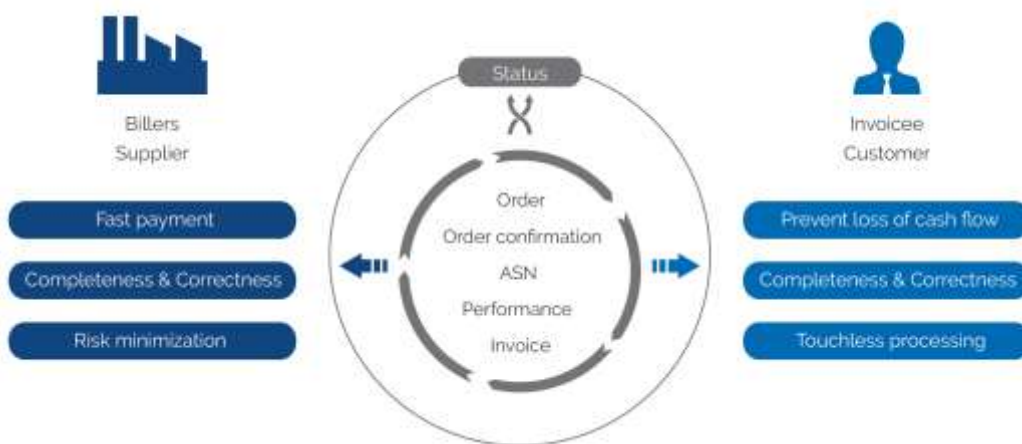 Billers
Supplier
Fast payment
Completeness & Correctness
Risk minimization
Status
Order
Order confirmation
ASN
Performance
Invoice
Invoicee
Customer
Prevent loss of cash flow
Completeness & Correctness
Touchless processing